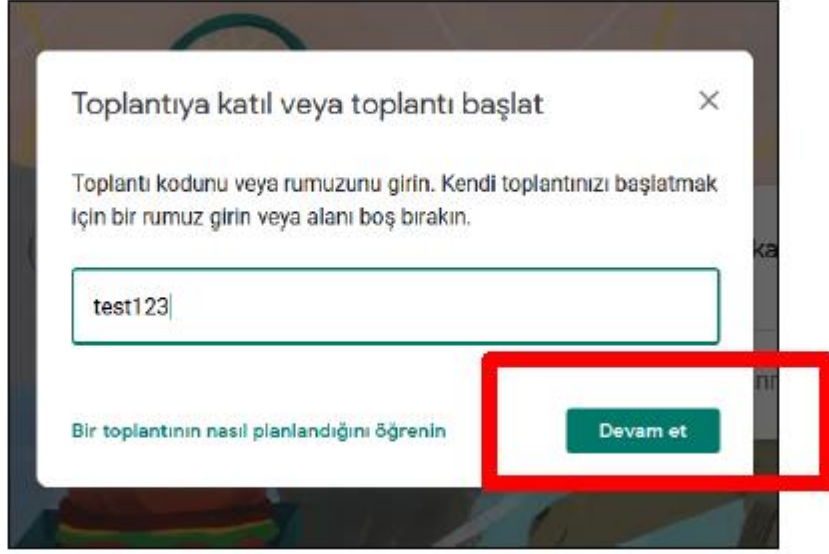 Toplantıya katıl veya toplantı başlat
Toplantı kodunu veya rumuzunu girin. Kendi toplantınızı başlatmak
için bir rumuz girin veya alanı boş bırakın.
test123
Bir toplantının nasıl planlandığını öğrenin
Devam et